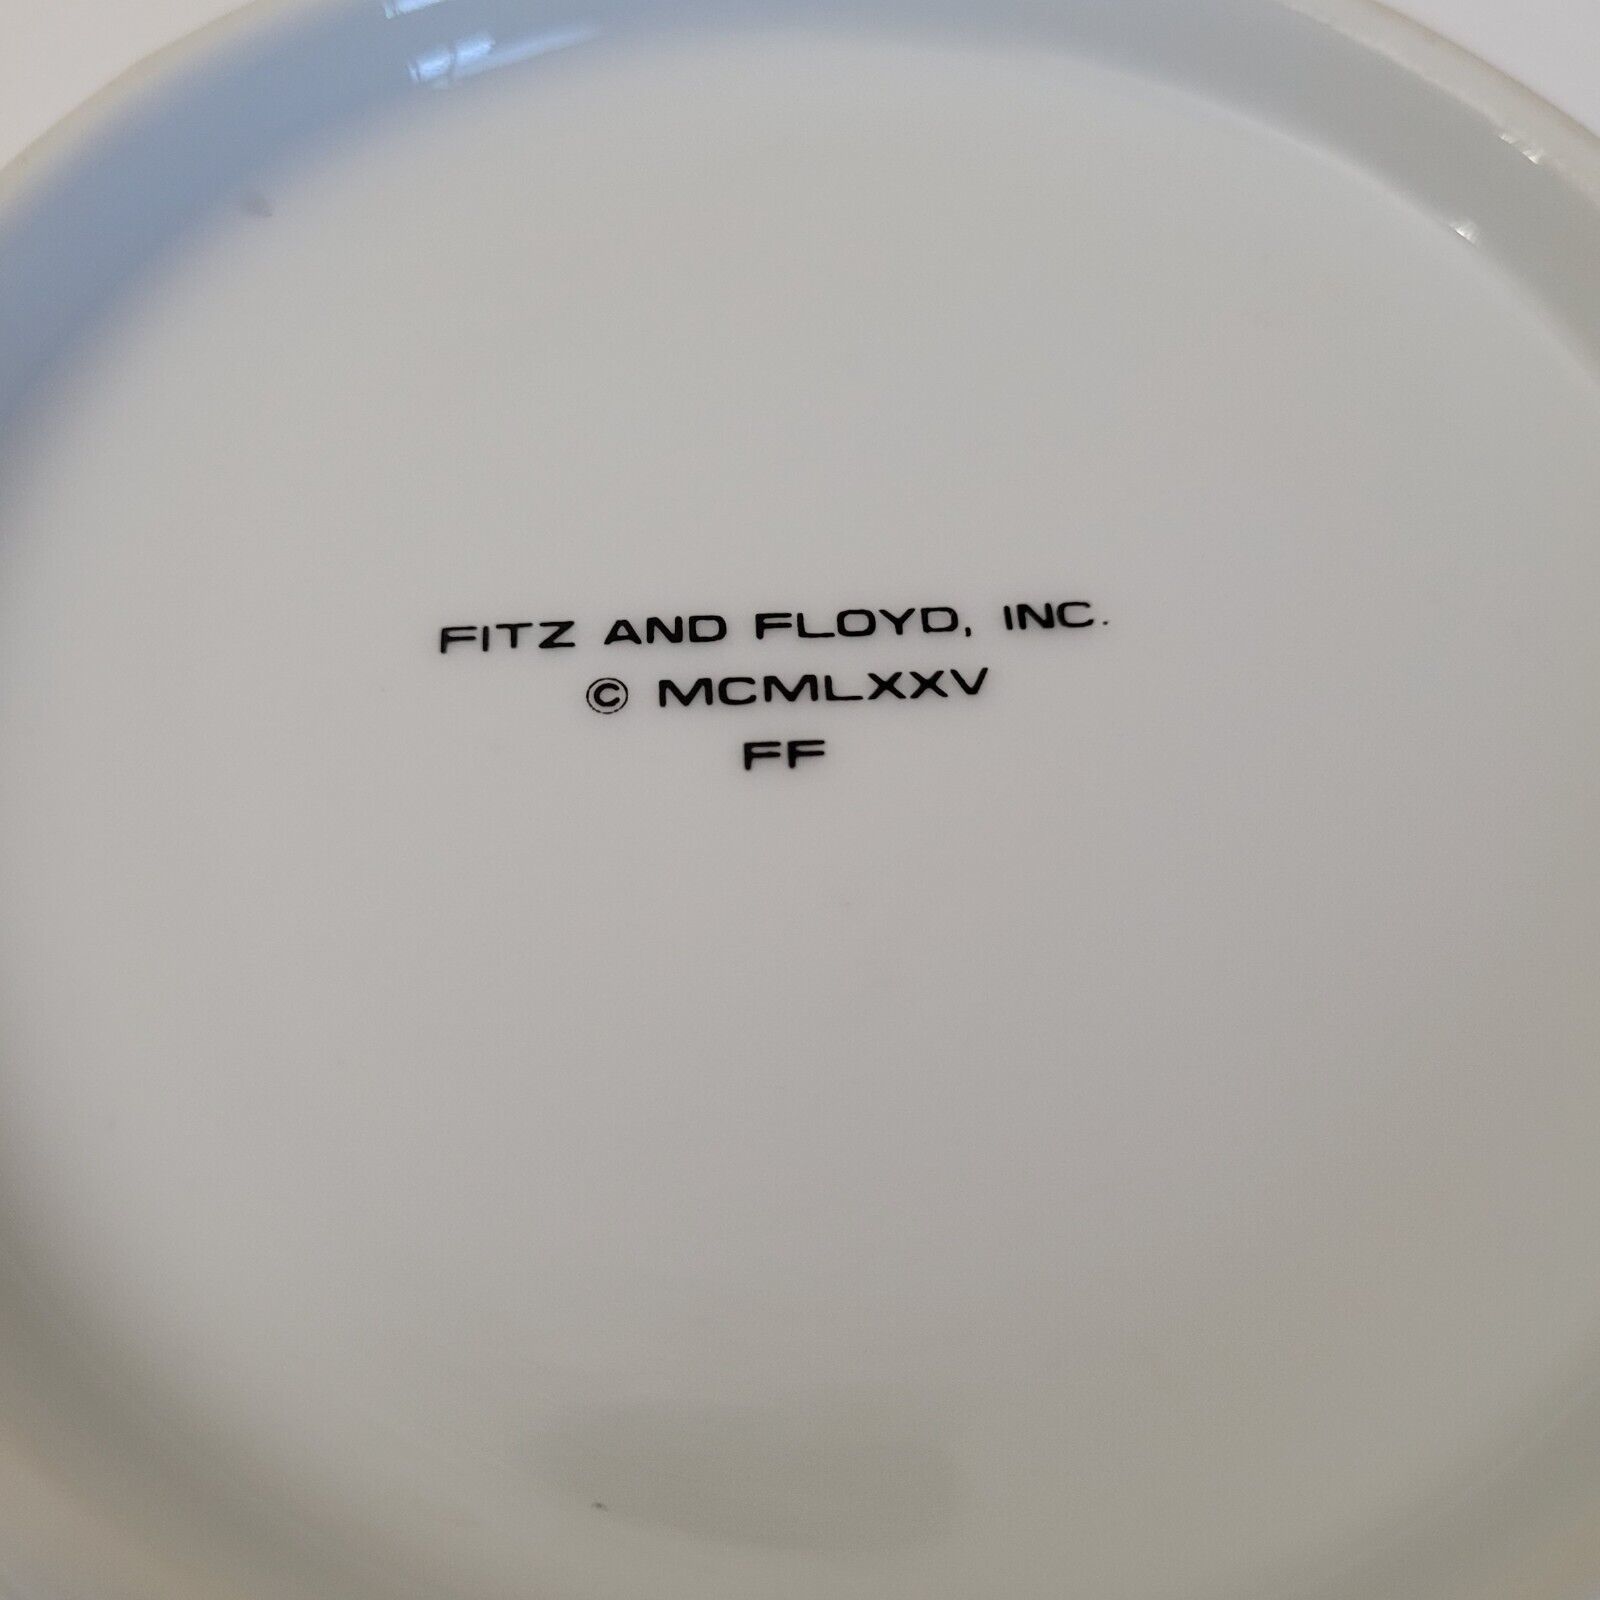 FITZ AND FLOYD, INC.
© MCMLXXV
FF